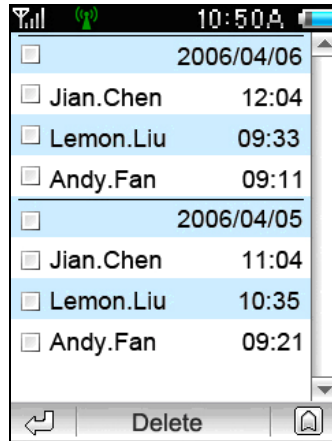 10:50A
2006/04/06
Jian.Chen 12:04
Lemon.Liu 09:33
Andy.Fan 09:11
2006/04/05
Jian.Chen 11:04
Lemon.Liu 10:35
Andy.Fan 09:21
Delete